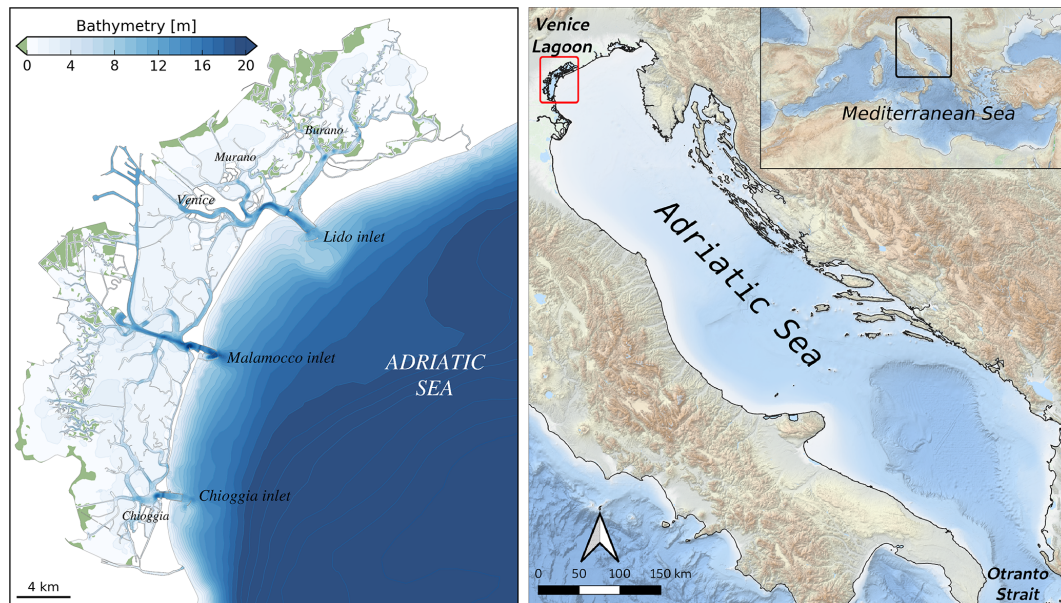 Bathymetry [m]
0 4 8 12 16 20
Burano
Murano
Venice
Lido inlet
Malamocco inlet
ADRIATIC
SEA
Chioggia inlet
Chioggia
4 km
Venice
Lagoon
Mediterranean Sea
Adriatic Sea
0 50 100 150 km
Otranto
Strait